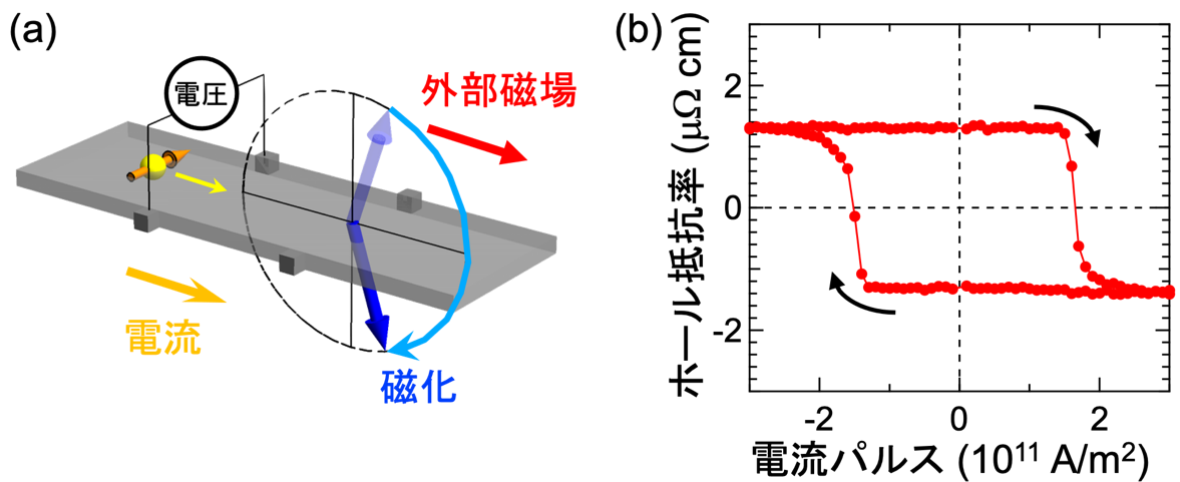 (a)
電圧
外部磁場
電流
磁化
(b)
ホール抵抗率 (μΩ cm)
2
0
-2
-2 0 2
電流パルス (10¹¹ A/m²)